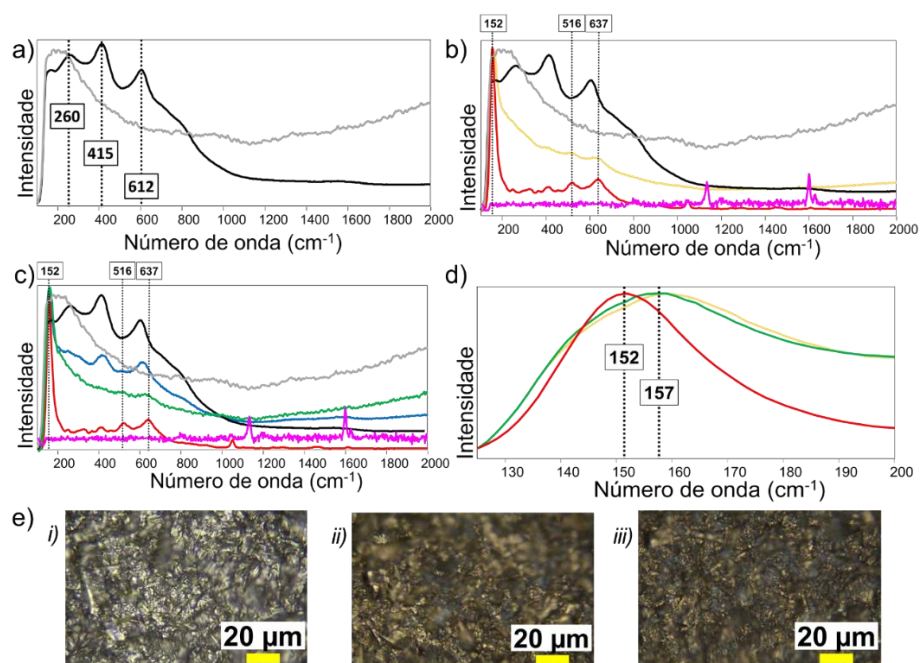 a)
Intensidade
260
415
612
200 400 600 800 1000 1200 1400 1600 1800 2000
Número de onda (cm-1)
b)
152 516 637
Intensidade
200 400 600 800 1000 1200 1400 1600 1800 2000
Número de onda (cm-1)
c)
152 516 637
Intensidade
200 400 600 800 1000 1200 1400 1600 1800 2000
Número de onda (cm-1)
d)
Intensidade
152
157
130 140 150 160 170 180 190 200
Número de onda (cm-1)
e)
i) ii) iii)
20 µm 20 µm 20 µm